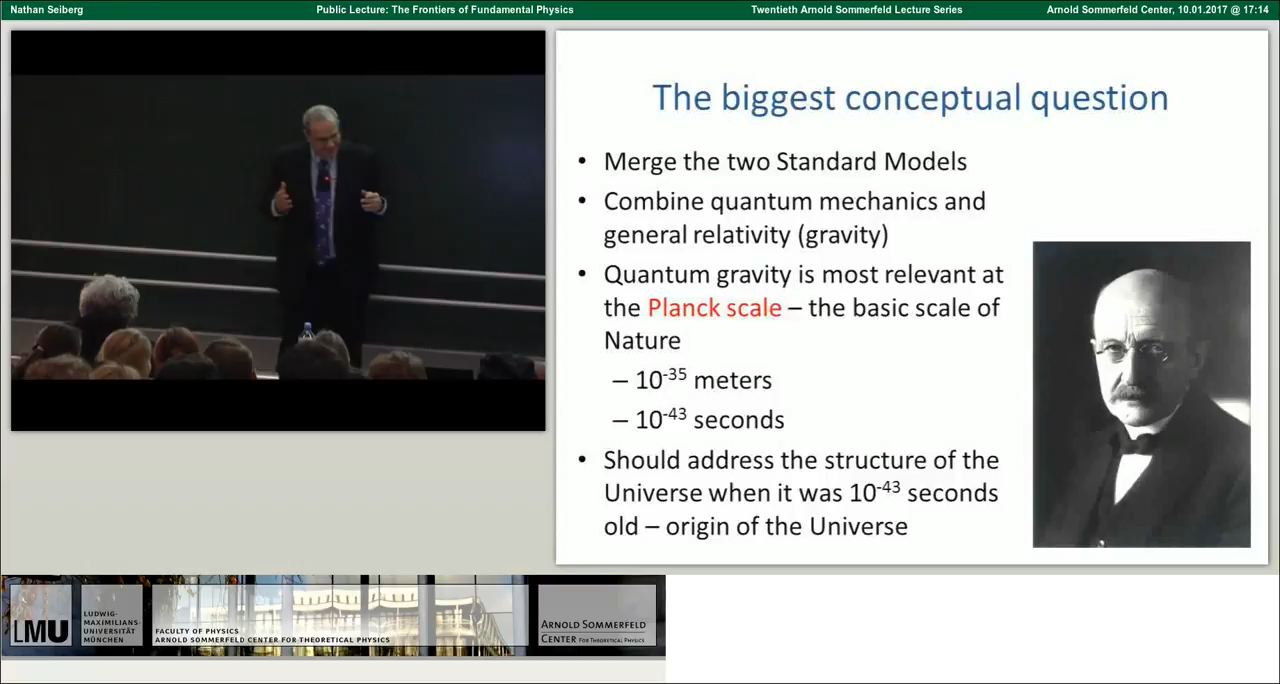 Nathan Seiberg
Public Lecture: The Frontiers of Fundamental Physics
Twentieth Arnold Sommerfeld Lecture Series
Arnold Sommerfeld Center, 10.01.2017 @ 17:14
The biggest conceptual question
• Merge the two Standard Models
• Combine quantum mechanics and
general relativity (gravity)
• Quantum gravity is most relevant at
the Planck scale – the basic scale of
Nature
– 10⁻³⁵ meters
– 10⁻⁴³ seconds
• Should address the structure of the
Universe when it was 10⁻⁴³ seconds
old – origin of the Universe
LMU
LUDWIG-
MAXIMILIANS-
UNIVERSITÄT
MÜNCHEN
FACULTY OF PHYSICS
ARNOLD SOMMERFELD CENTER FOR THEORETICAL PHYSICS
ARNOLD SOMMERFELD
CENTER FOR THEORETICAL PHYSICS